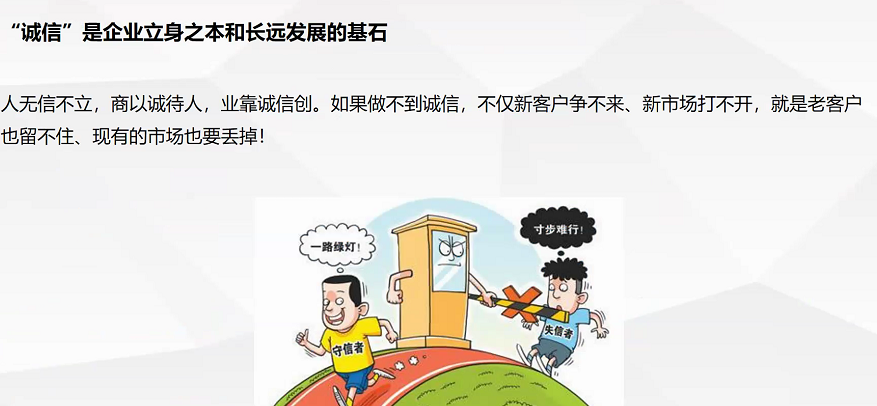 “诚信”是企业立身之本和长远发展的基石
人无信不立，商以诚待人，业靠诚信创。如果做不到诚信，不仅新客户争不来、新市场打不开，就是老客户
也留不住、现有的市场也要丢掉！
一路绿灯！
寸步难行！
守信者
失信者